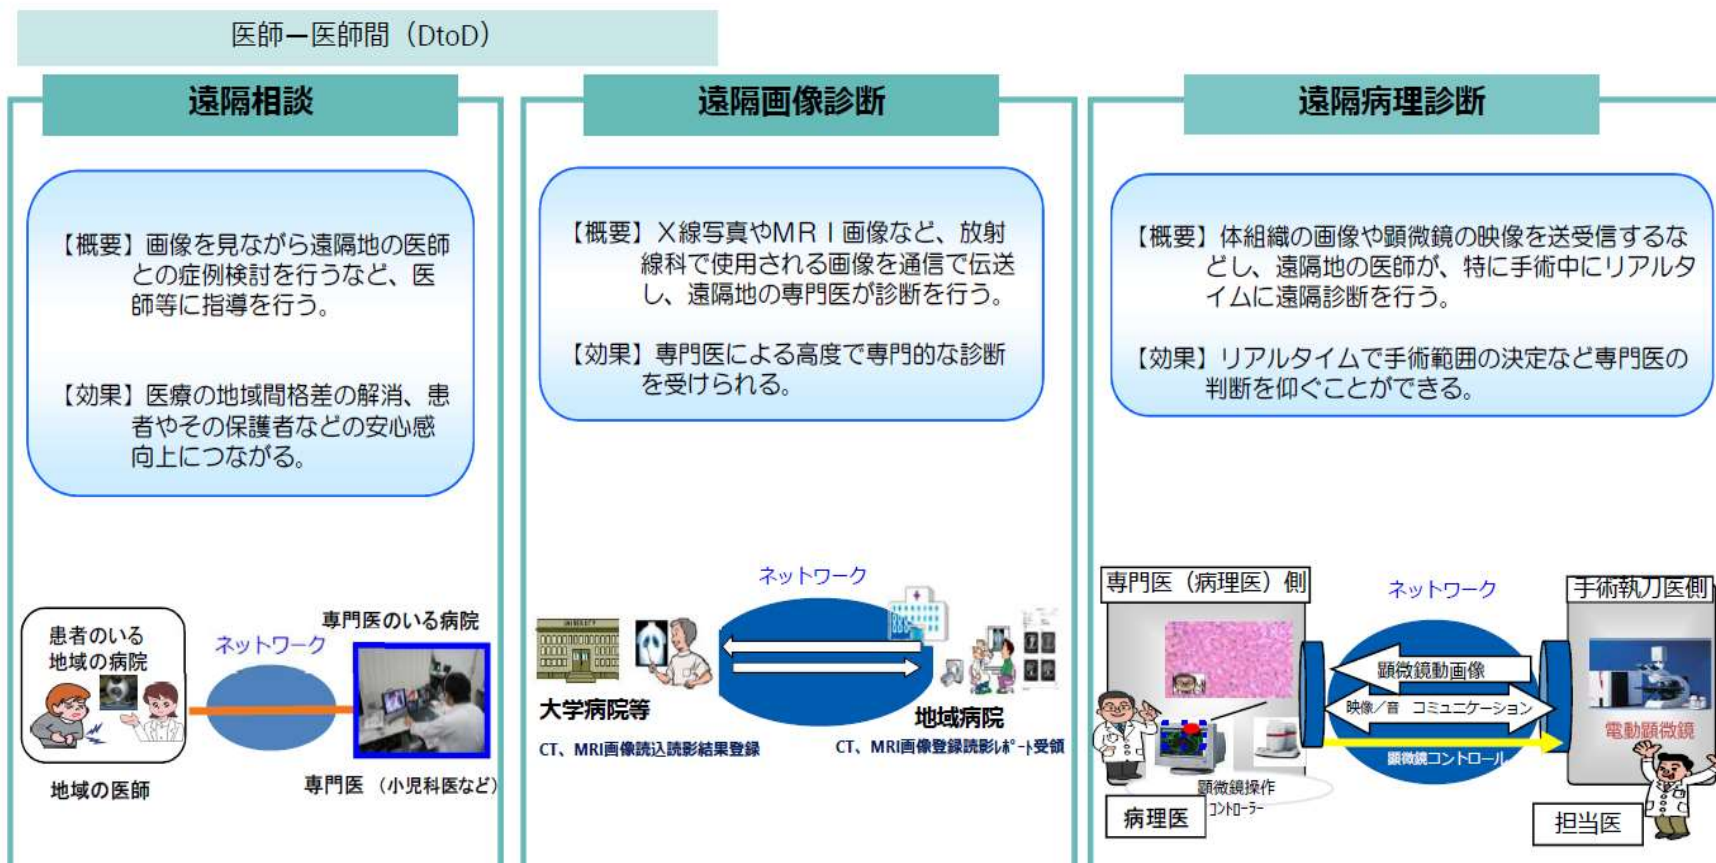 医師ー医師間（DtoD）
遠隔相談
【概要】画像を見ながら遠隔地の医師
との症例検討を行うなど、医
師等に指導を行う。
【効果】医療の地域間格差の解消、患
者やその保護者などの安心感
向上につながる。
患者のいる
地域の病院
地域の医師
ネットワーク
専門医のいる病院
専門医（小児科医など）
遠隔画像診断
【概要】X線写真やMRI画像など、放射
線科で使用される画像を通信で伝送
し、遠隔地の専門医が診断を行う。
【効果】専門医による高度で専門的な診断
を受けられる。
ネットワーク
大学病院等
CT、MRI画像読込読影結果登録
地域病院
CT、MRI画像登録読影ﾚﾎﾟｰﾄ受領
遠隔病理診断
【概要】体組織の画像や顕微鏡の映像を送受信するな
どし、遠隔地の医師が、特に手術中にリアルタ
イムに遠隔診断を行う。
【効果】リアルタイムで手術範囲の決定など専門医の
判断を仰ぐことができる。
専門医（病理医）側
ネットワーク
手術執刀医側
顕微鏡動画像
映像／音　コミュニケーション
顕微鏡コントロール
電動顕微鏡
顕微鏡操作
ｺﾝﾄﾛｰﾗｰ
病理医
担当医